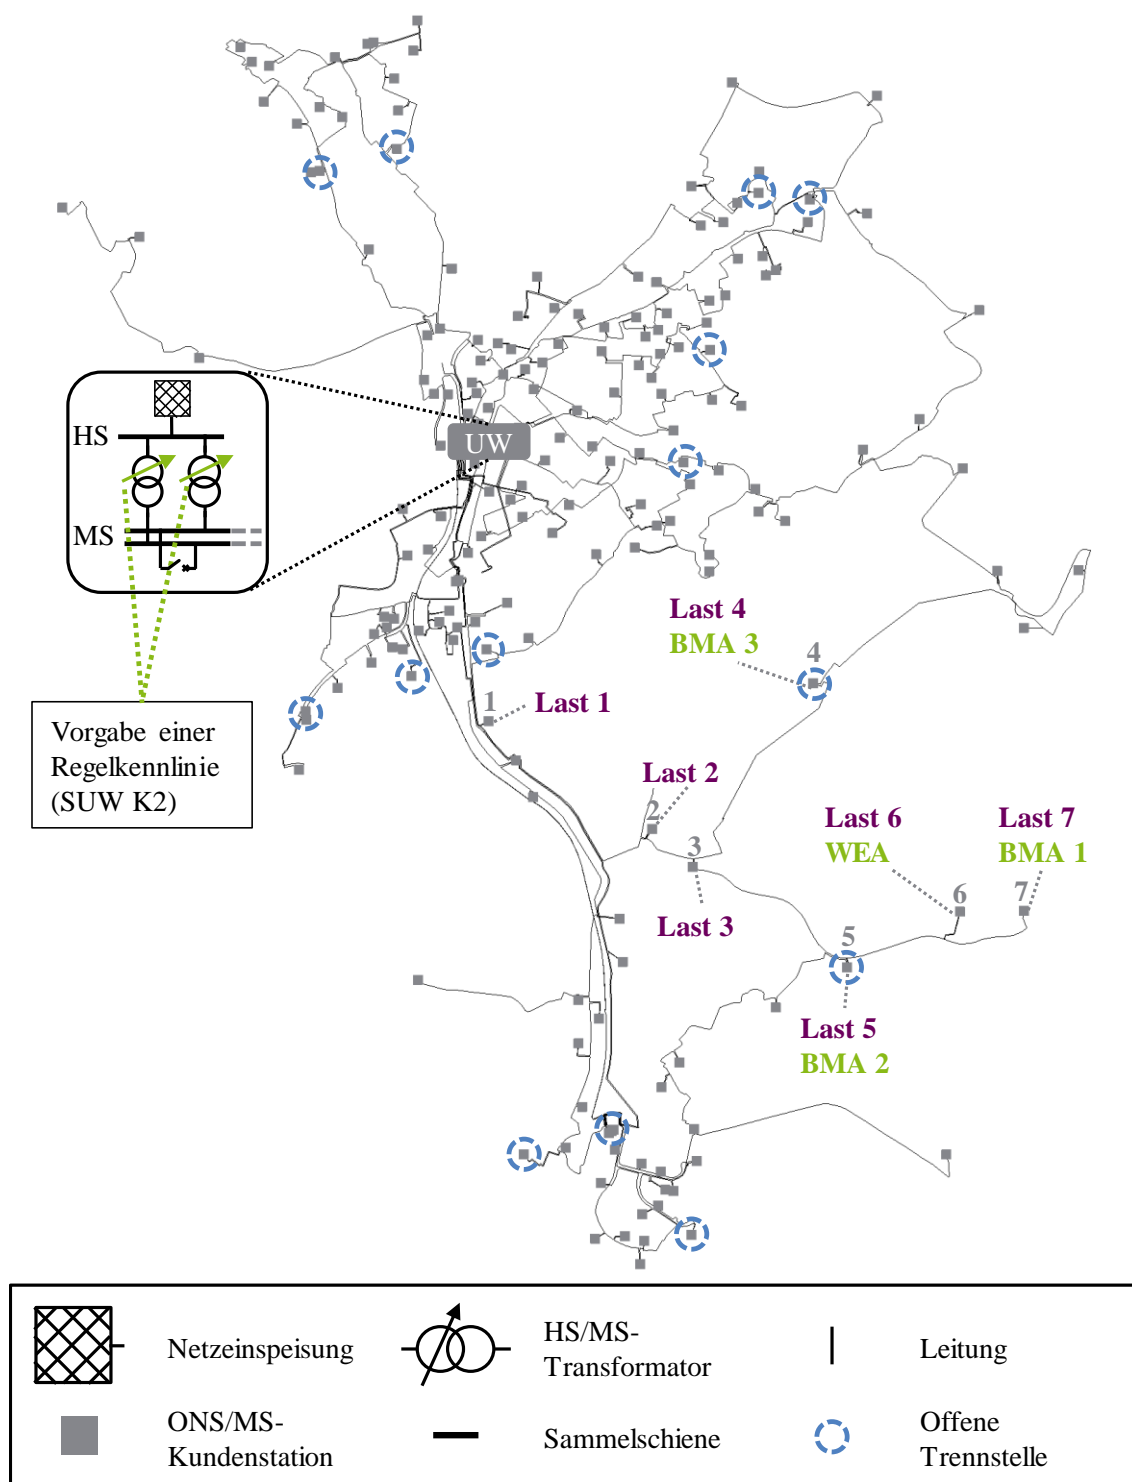 UW
HS
MS
Vorgabe einer
Regelkennlinie
(SUW K2)
Last 4
BMA 3
4
1
Last 1
Last 2
2
3
Last 3
Last 6
WEA
Last 7
BMA 1
6
7
5
Last 5
BMA 2
Netzeinspeisung
HS/MS-
Transformator
Leitung
ONS/MS-
Kundenstation
Sammelschiene
Offene
Trennstelle